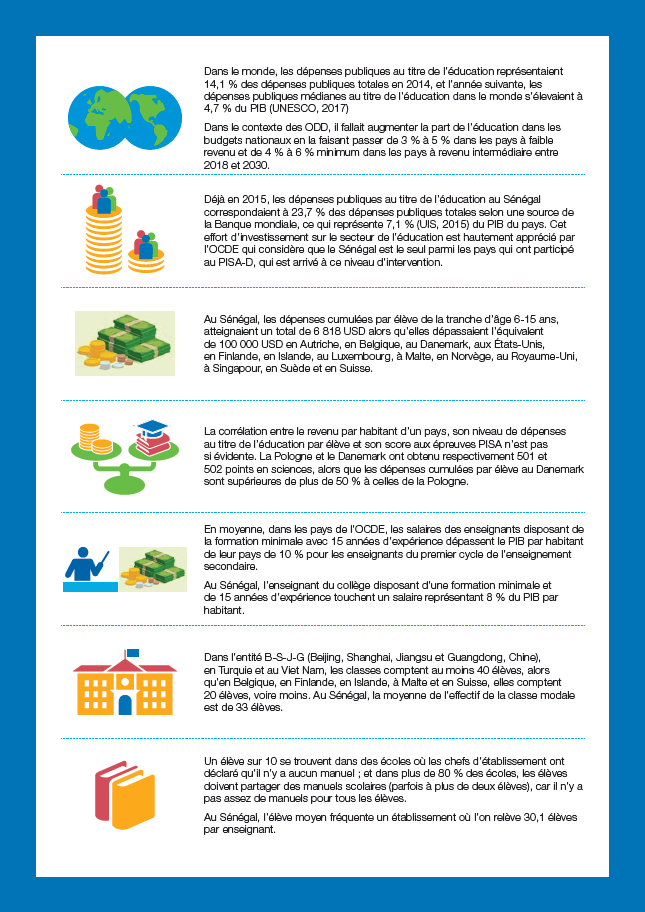 Dans le monde, les dépenses publiques au titre de l'éducation représentaient
14,1 % des dépenses publiques totales en 2014, et l'année suivante, les
dépenses publiques médianes au titre de l'éducation dans le monde s'élevaient à
4,7 % du PIB (UNESCO, 2017)
Dans le contexte des ODD, il fallait augmenter la part de l'éducation dans les
budgets nationaux en la faisant passer de 3 % à 5 % dans les pays à faible
revenu et de 4 % à 6 % minimum dans les pays à revenu intermédiaire entre
2018 et 2030.
Déjà en 2015, les dépenses publiques au titre de l'éducation au Sénégal
correspondaient à 23,7 % des dépenses publiques totales selon une source de
la Banque mondiale, ce qui représente 7,1 % (UIS, 2015) du PIB du pays. Cet
effort d'investissement sur le secteur de l'éducation est hautement apprécié par
l'OCDE qui considère que le Sénégal est le seul parmi les pays qui ont participé
au PISA-D, qui est arrivé à ce niveau d'intervention.
Au Sénégal, les dépenses cumulées par élève de la tranche d'âge 6-15 ans,
atteignaient un total de 6 818 USD alors qu'elles dépassaient l'équivalent
de 100 000 USD en Autriche, en Belgique, au Danemark, aux États-Unis,
en Finlande, en Islande, au Luxembourg, à Malte, en Norvège, au Royaume-Uni,
à Singapour, en Suède et en Suisse.
La corrélation entre le revenu par habitant d'un pays, son niveau de dépenses
au titre de l'éducation par élève et son score aux épreuves PISA n'est pas
si évidente. La Pologne et le Danemark ont obtenu respectivement 501 et
502 points en sciences, alors que les dépenses cumulées par élève au Danemark
sont supérieures de plus de 50 % à celles de la Pologne.
En moyenne, dans les pays de l'OCDE, les salaires des enseignants disposant de
la formation minimale avec 15 années d'expérience dépassent le PIB par habitant
de leur pays de 10 % pour les enseignants du premier cycle de l'enseignement
secondaire.
Au Sénégal, l'enseignant du collège disposant d'une formation minimale et
de 15 années d'expérience touchent un salaire représentant 8 % du PIB par
habitant.
Dans l'entité B-S-J-G (Beijing, Shanghai, Jiangsu et Guangdong, Chine),
en Turquie et au Viet Nam, les classes comptent au moins 40 élèves, alors
qu'en Belgique, en Finlande, en Islande, à Malte et en Suisse, elles comptent
20 élèves, voire moins. Au Sénégal, la moyenne de l'effectif de la classe modale
est de 33 élèves.
Un élève sur 10 se trouvent dans des écoles où les chefs d'établissement ont
déclaré qu'il n'y a aucun manuel ; et dans plus de 80 % des écoles, les élèves
doivent partager des manuels scolaires (parfois à plus de deux élèves), car il n'y a
pas assez de manuels pour tous les élèves.
Au Sénégal, l'élève moyen fréquente un établissement où l'on relève 30,1 élèves
par enseignant.